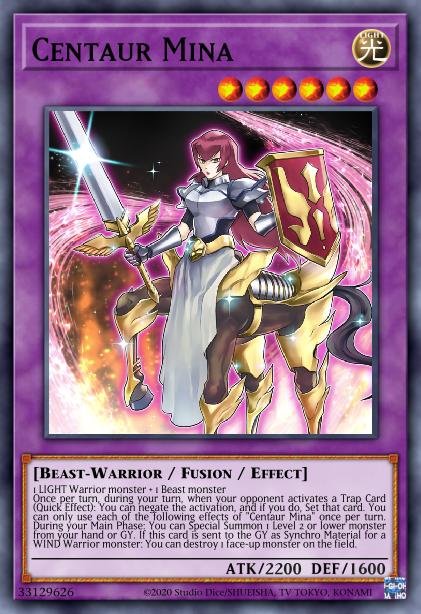 CENTAUR MINA
LIGHT
光
[BEAST-WARRIOR / FUSION / EFFECT]
1 LIGHT Warrior monster + 1 Beast monster
Once per turn, during your turn, when your opponent activates a Trap Card
(Quick Effect): You can negate the activation, and if you do, Set that card. You
can only use each of the following effects of "Centaur Mina" once per turn.
During your Main Phase: You can Special Summon 1 Level 2 or lower monster
from your hand or GY. If this card is sent to the GY as Synchro Material for a
WIND Warrior monster: You can destroy 1 face-up monster on the field.
ATK/2200 DEF/1600
33129626
©2020 Studio Dice/SHUEISHA, TV TOKYO, KONAMI